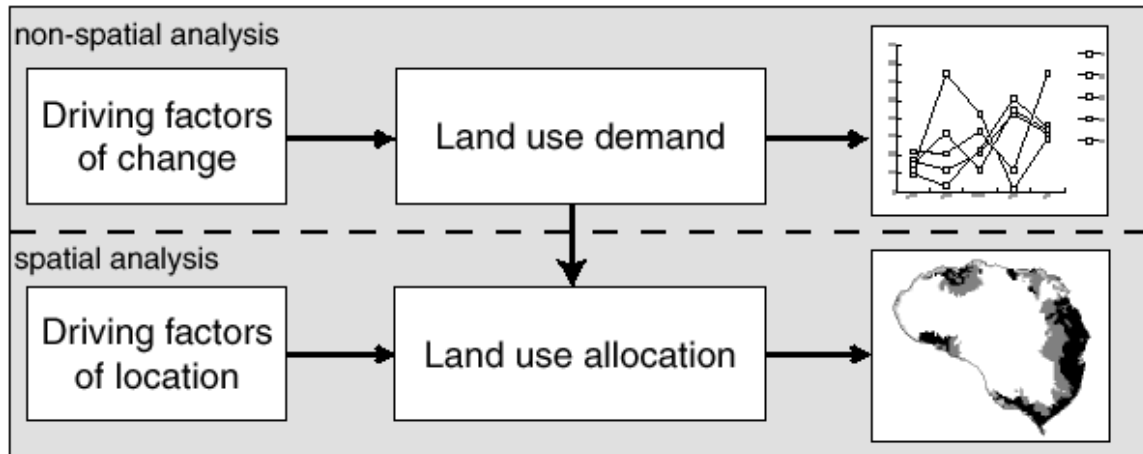 non-spatial analysis
Driving factors
of change
Land use demand
spatial analysis
Driving factors
of location
Land use allocation